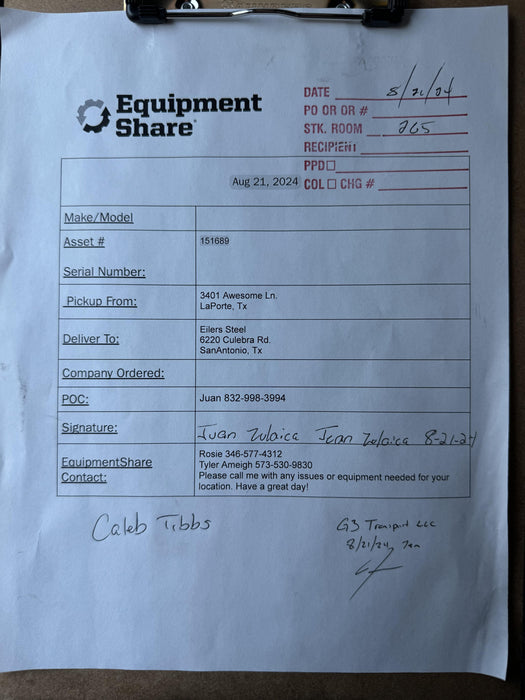 Equipment
Share
DATE 8/21/24
PO OR OR #
STK. ROOM 265
RECIPIENT
PPD
Aug 21, 2024 COL CHG #
Make/Model
Asset # 151689
Serial Number:
Pickup From: 3401 Awesome Ln.
LaPorte, Tx
Deliver To: Eilers Steel
6220 Culebra Rd.
SanAntonio, Tx
Company Ordered:
POC: Juan 832-998-3994
Signature: Juan Zulaica Juan Zulaica 8-21-24
EquipmentShare Contact: Rosie 346-577-4312
Tyler Ameigh 573-530-9830
Please call me with any issues or equipment needed for your
location. Have a great day!
Caleb Tibbs
G3 Transport LLC
8/21/24 7am